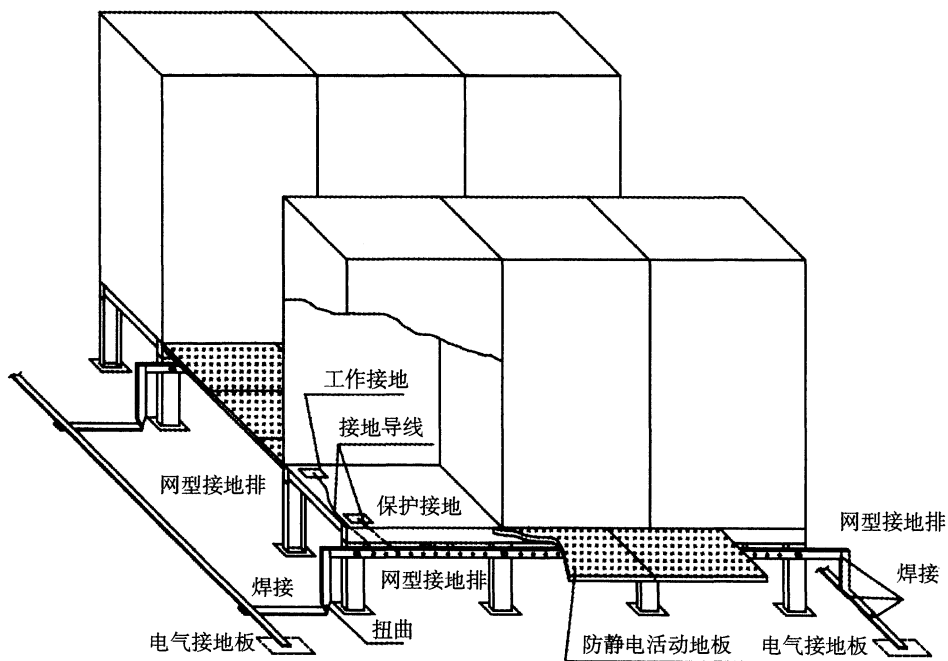 工作接地
接地导线
网型接地排
保护接地
网型接地排
网型接地排
焊接
焊接
扭曲
电气接地板
防静电活动地板
电气接地板